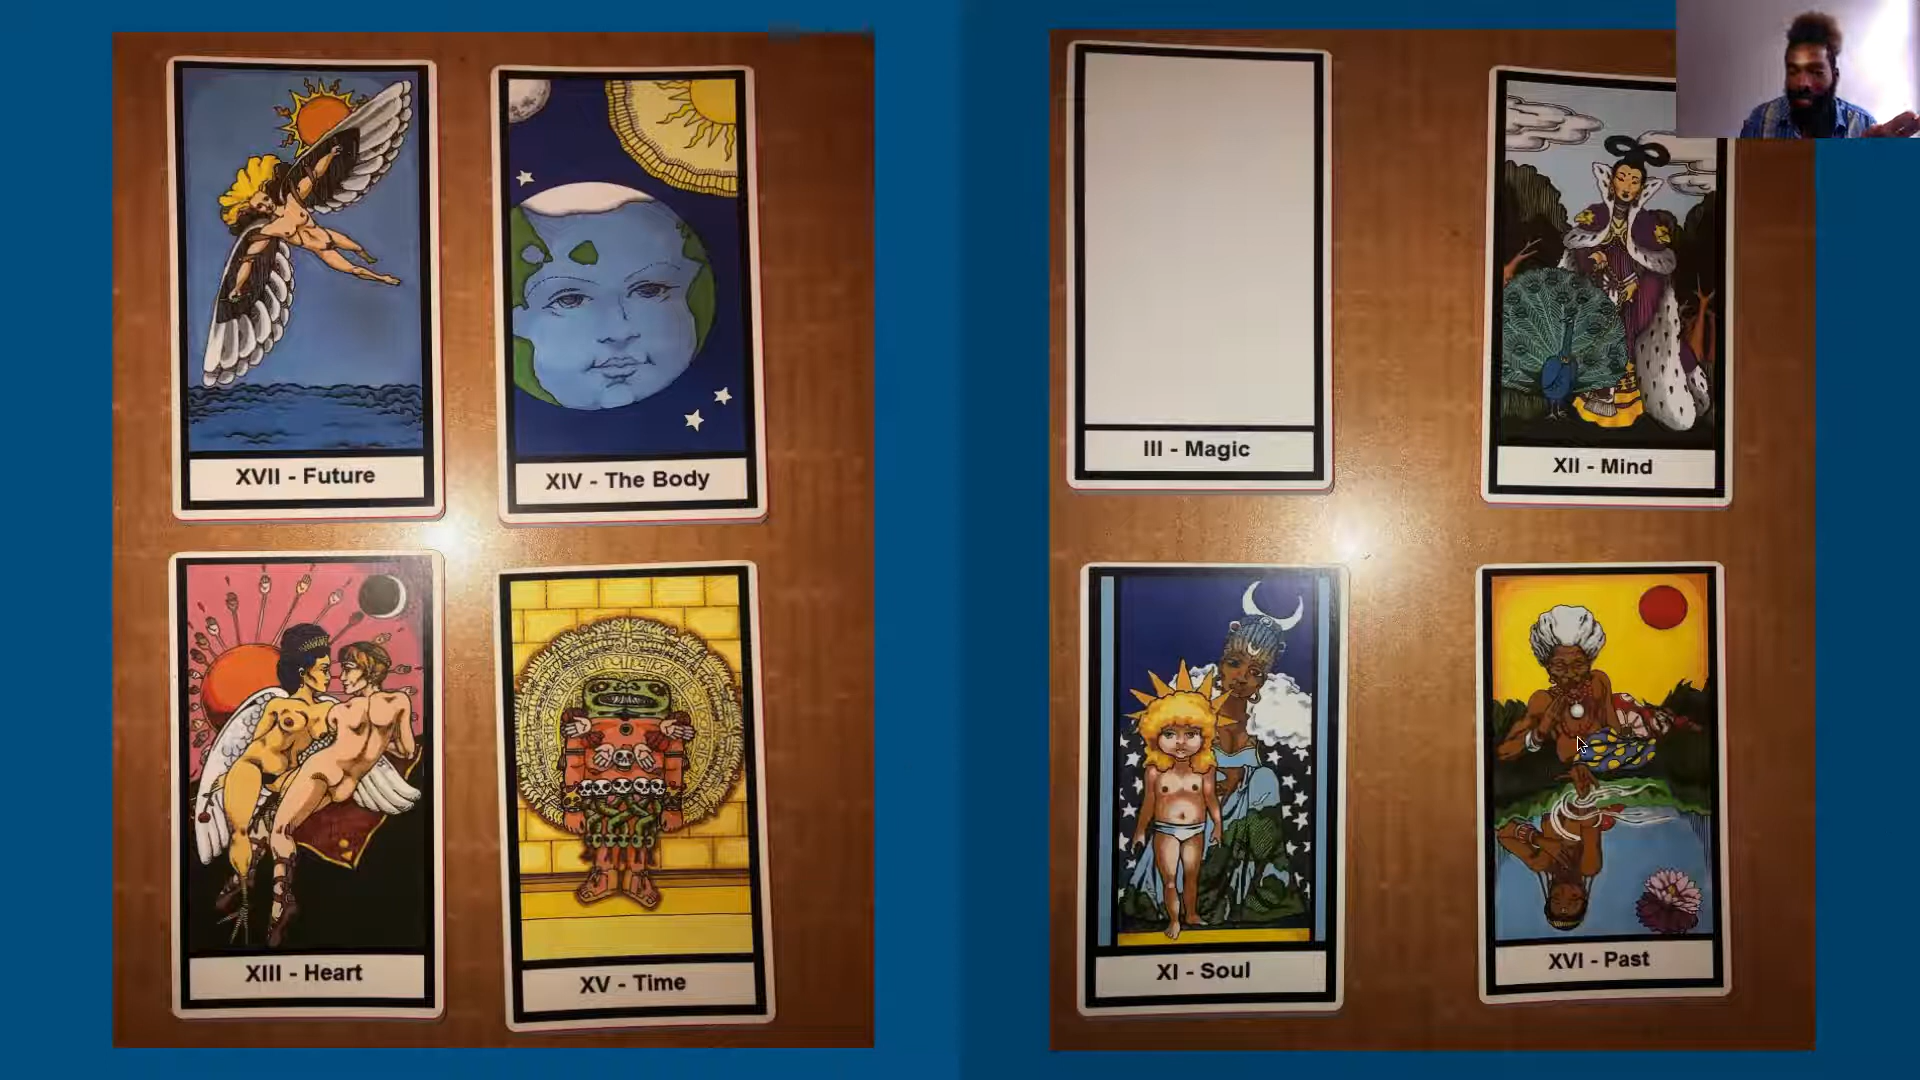 XVII - Future
XIV - The Body
III - Magic
XII - Mind
XIII - Heart
XV - Time
XI - Soul
XVI - Past